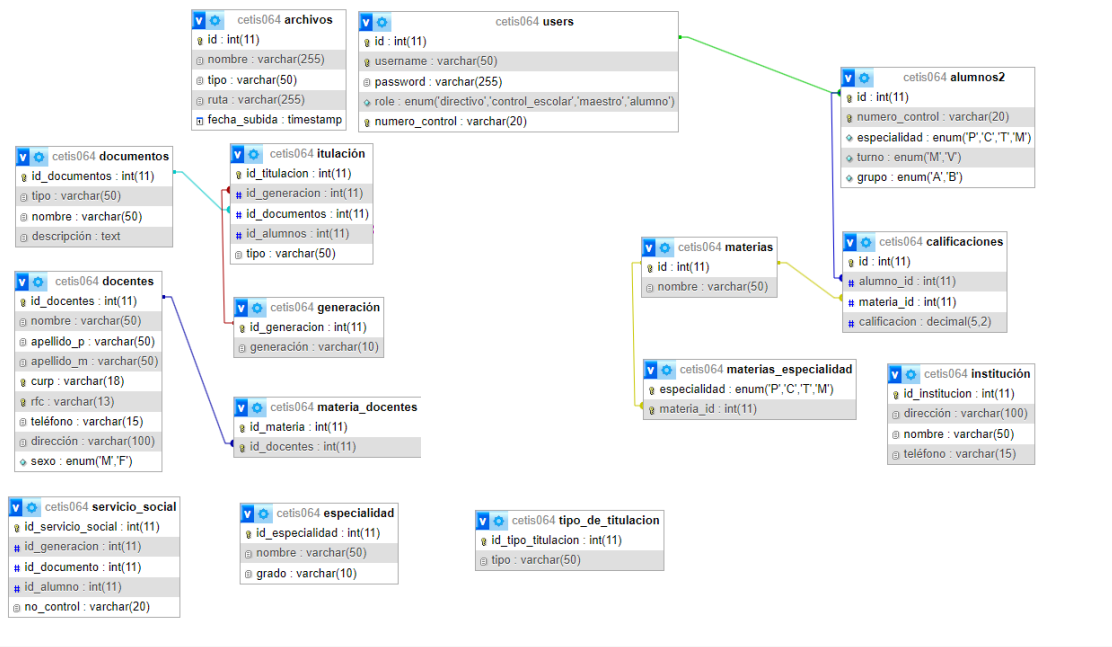 cetis064 archivos
id : int(11)
nombre : varchar(255)
tipo : varchar(50)
ruta : varchar(255)
fecha_subida : timestamp
cetis064 users
id : int(11)
username : varchar(50)
password : varchar(255)
role : enum('directivo','control_escolar','maestro','alumno')
numero_control : varchar(20)
cetis064 alumnos2
id : int(11)
numero_control : varchar(20)
especialidad : enum('P','C','T','M')
turno : enum('M','V')
grupo : enum('A','B')
cetis064 documentos
id_documentos : int(11)
tipo : varchar(50)
nombre : varchar(50)
descripción : text
cetis064 itulación
id_titulacion : int(11)
id_generacion : int(11)
id_documentos : int(11)
id_alumnos : int(11)
tipo : varchar(50)
cetis064 materias
id : int(11)
nombre : varchar(50)
cetis064 calificaciones
id : int(11)
alumno_id : int(11)
materia_id : int(11)
calificacion : decimal(5,2)
cetis064 docentes
id_docentes : int(11)
nombre : varchar(50)
apellido_p : varchar(50)
apellido_m : varchar(50)
curp : varchar(18)
rfc : varchar(13)
teléfono : varchar(15)
dirección : varchar(100)
sexo : enum('M','F')
cetis064 generación
id_generacion : int(11)
generación : varchar(10)
cetis064 materia_docentes
id_materia : int(11)
id_docentes : int(11)
cetis064 materias_especialidad
especialidad : enum('P','C','T','M')
materia_id : int(11)
cetis064 institución
id_institucion : int(11)
dirección : varchar(100)
nombre : varchar(50)
teléfono : varchar(15)
cetis064 servicio_social
id_servicio_social : int(11)
id_generacion : int(11)
id_documento : int(11)
id_alumno : int(11)
no_control : varchar(20)
cetis064 especialidad
id_especialidad : int(11)
nombre : varchar(50)
grado : varchar(10)
cetis064 tipo_de_titulacion
id_tipo_titulacion : int(11)
tipo : varchar(50)